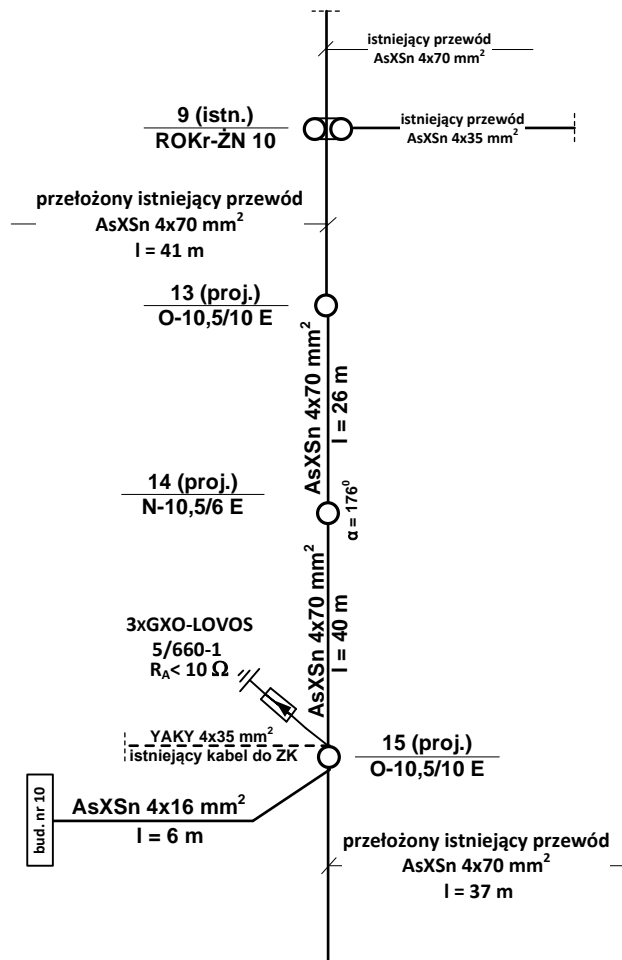 istniejący przewód
AsXSn 4x70 mm²
9 (istn.)
ROKr-ŻN 10
istniejący przewód
AsXSn 4x35 mm²
przełożony istniejący przewód
AsXSn 4x70 mm²
l = 41 m
13 (proj.)
O-10,5/10 E
AsXSn 4x70 mm²
l = 26 m
14 (proj.)
N-10,5/6 E
α = 176⁰
AsXSn 4x70 mm²
l = 40 m
3xGXO-LOVOS
5/660-1
R_A< 10 Ω
YAKY 4x35 mm²
istniejący kabel do ZK
15 (proj.)
O-10,5/10 E
bud. nr 10
AsXSn 4x16 mm²
l = 6 m
przełożony istniejący przewód
AsXSn 4x70 mm²
l = 37 m